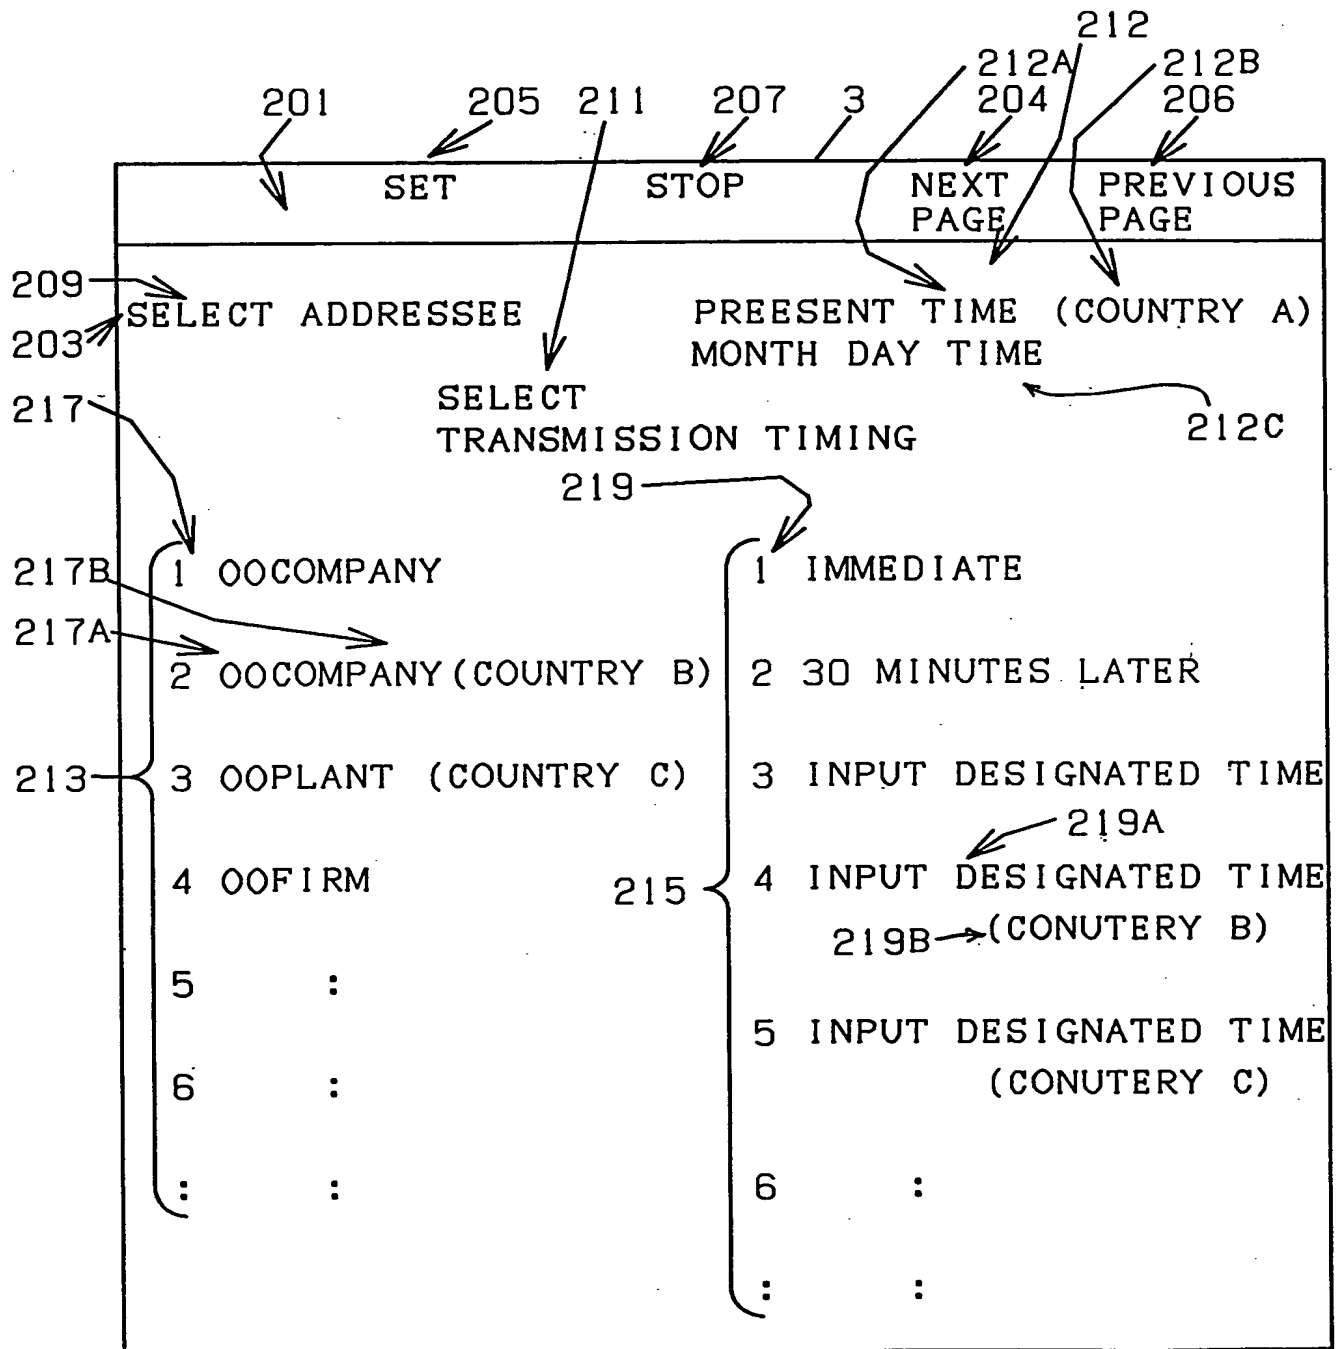 212
212A 212B
201 205 211 207 3 204 206
SET STOP NEXT PAGE PREVIOUS PAGE
209
203 SELECT ADDRESSEE PREESENT TIME (COUNTRY A)
MONTH DAY TIME
217 SELECT
TRANSMISSION TIMING 212C
219
217B 1 OOCOMPANY 1 IMMEDIATE
217A
2 OOCOMPANY (COUNTRY B) 2 30 MINUTES LATER
213 3 OOPLANT (COUNTRY C) 3 INPUT DESIGNATED TIME
219A
4 OOFIRM 215 4 INPUT DESIGNATED TIME
219B (CONUTERY B)
5 :
5 INPUT DESIGNATED TIME
6 : (CONUTERY C)
: : 6 :
: :